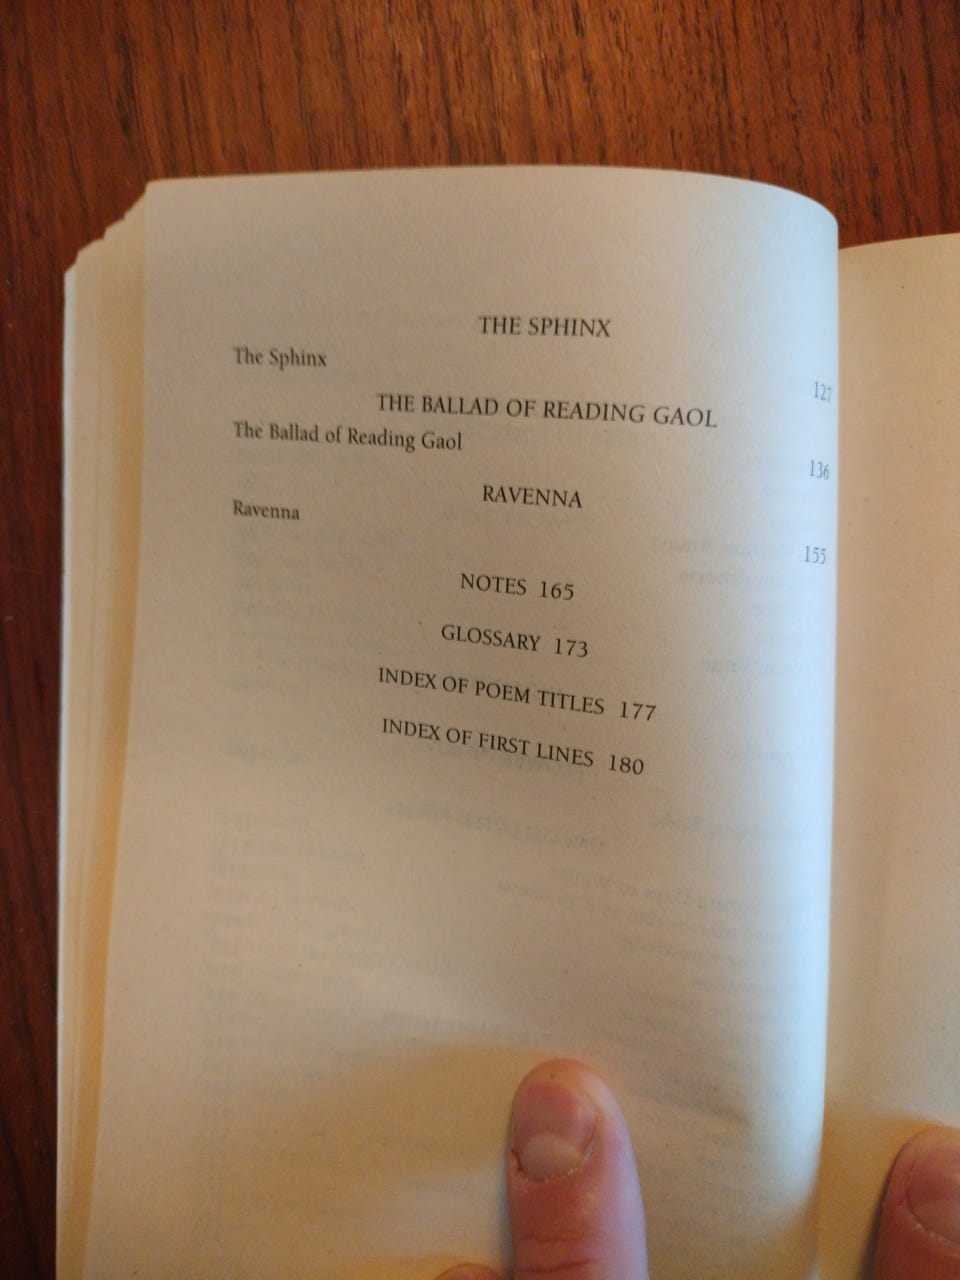 THE SPHINX
The Sphinx 127
THE BALLAD OF READING GAOL
The Ballad of Reading Gaol 136
RAVENNA
Ravenna 155
NOTES 165
GLOSSARY 173
INDEX OF POEM TITLES 177
INDEX OF FIRST LINES 180